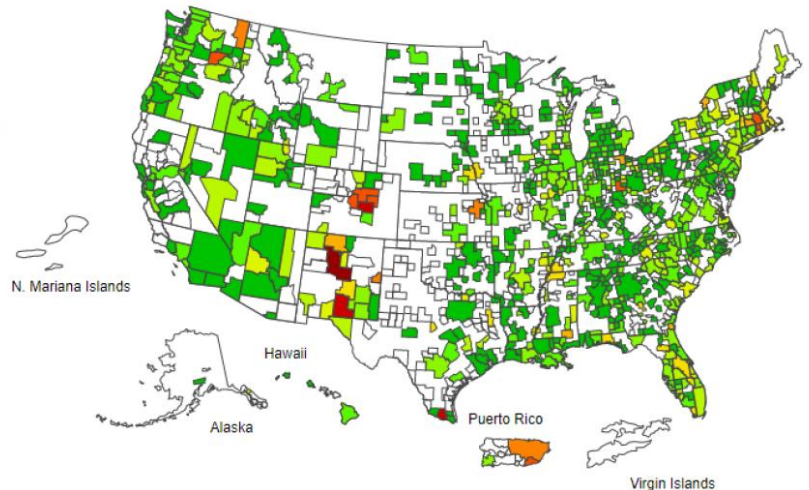 N. Mariana Islands
Hawaii
Alaska
Puerto Rico
Virgin Islands